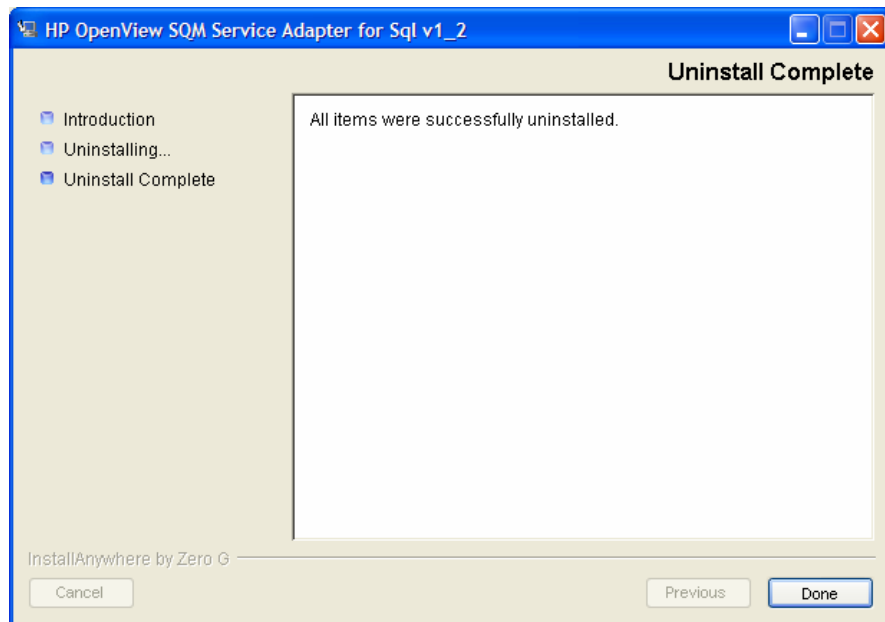 HP OpenView SQM Service Adapter for Sql v1_2
Uninstall Complete
Introduction
Uninstalling...
Uninstall Complete
All items were successfully uninstalled.
InstallAnywhere by Zero G
Cancel
Previous
Done